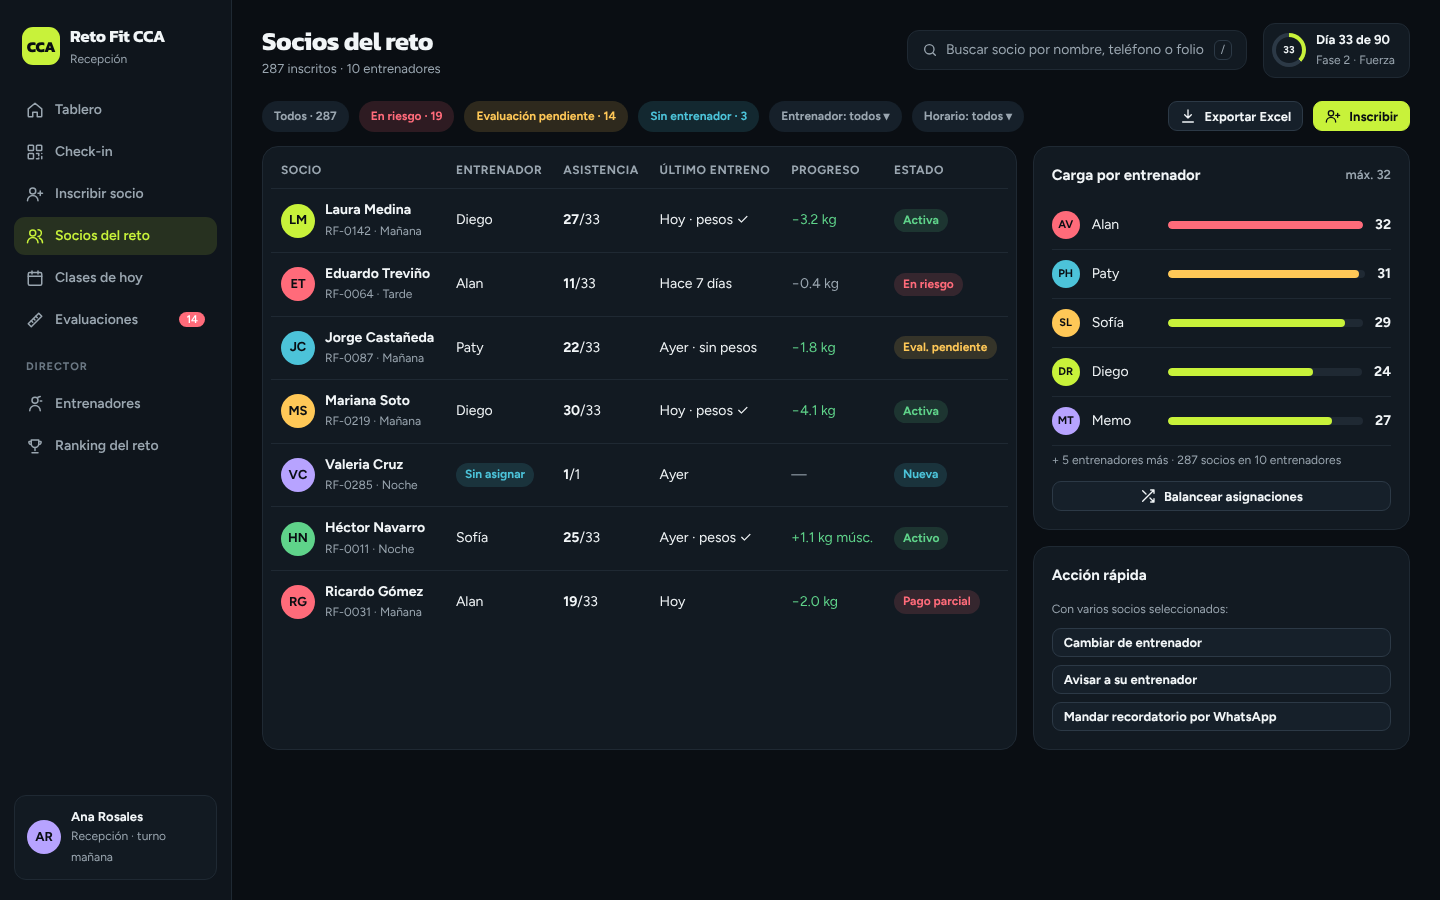 CCA
Reto Fit CCA
Recepción
Tablero
Check-in
Inscribir socio
Socios del reto
Clases de hoy
Evaluaciones 14
DIRECTOR
Entrenadores
Ranking del reto
AR
Ana Rosales
Recepción · turno
mañana
Socios del reto
287 inscritos · 10 entrenadores
Buscar socio por nombre, teléfono o folio /
33
Día 33 de 90
Fase 2 · Fuerza
Todos · 287 En riesgo · 19 Evaluación pendiente · 14 Sin entrenador · 3 Entrenador: todos ▾ Horario: todos ▾ Exportar Excel Inscribir
SOCIO ENTRENADOR ASISTENCIA ÚLTIMO ENTRENO PROGRESO ESTADO
LM Laura Medina Diego 27/33 Hoy · pesos ✓ −3.2 kg Activa
RF-0142 · Mañana
ET Eduardo Treviño Alan 11/33 Hace 7 días −0.4 kg En riesgo
RF-0064 · Tarde
JC Jorge Castañeda Paty 22/33 Ayer · sin pesos −1.8 kg Eval. pendiente
RF-0087 · Mañana
MS Mariana Soto Diego 30/33 Hoy · pesos ✓ −4.1 kg Activa
RF-0219 · Mañana
VC Valeria Cruz Sin asignar 1/1 Ayer — Nueva
RF-0285 · Noche
HN Héctor Navarro Sofía 25/33 Ayer · pesos ✓ +1.1 kg músc. Activo
RF-0011 · Noche
RG Ricardo Gómez Alan 19/33 Hoy −2.0 kg Pago parcial
RF-0031 · Mañana
Carga por entrenador máx. 32
AV Alan 32
PH Paty 31
SL Sofía 29
DR Diego 24
MT Memo 27
+ 5 entrenadores más · 287 socios en 10 entrenadores
Balancear asignaciones
Acción rápida
Con varios socios seleccionados:
Cambiar de entrenador
Avisar a su entrenador
Mandar recordatorio por WhatsApp